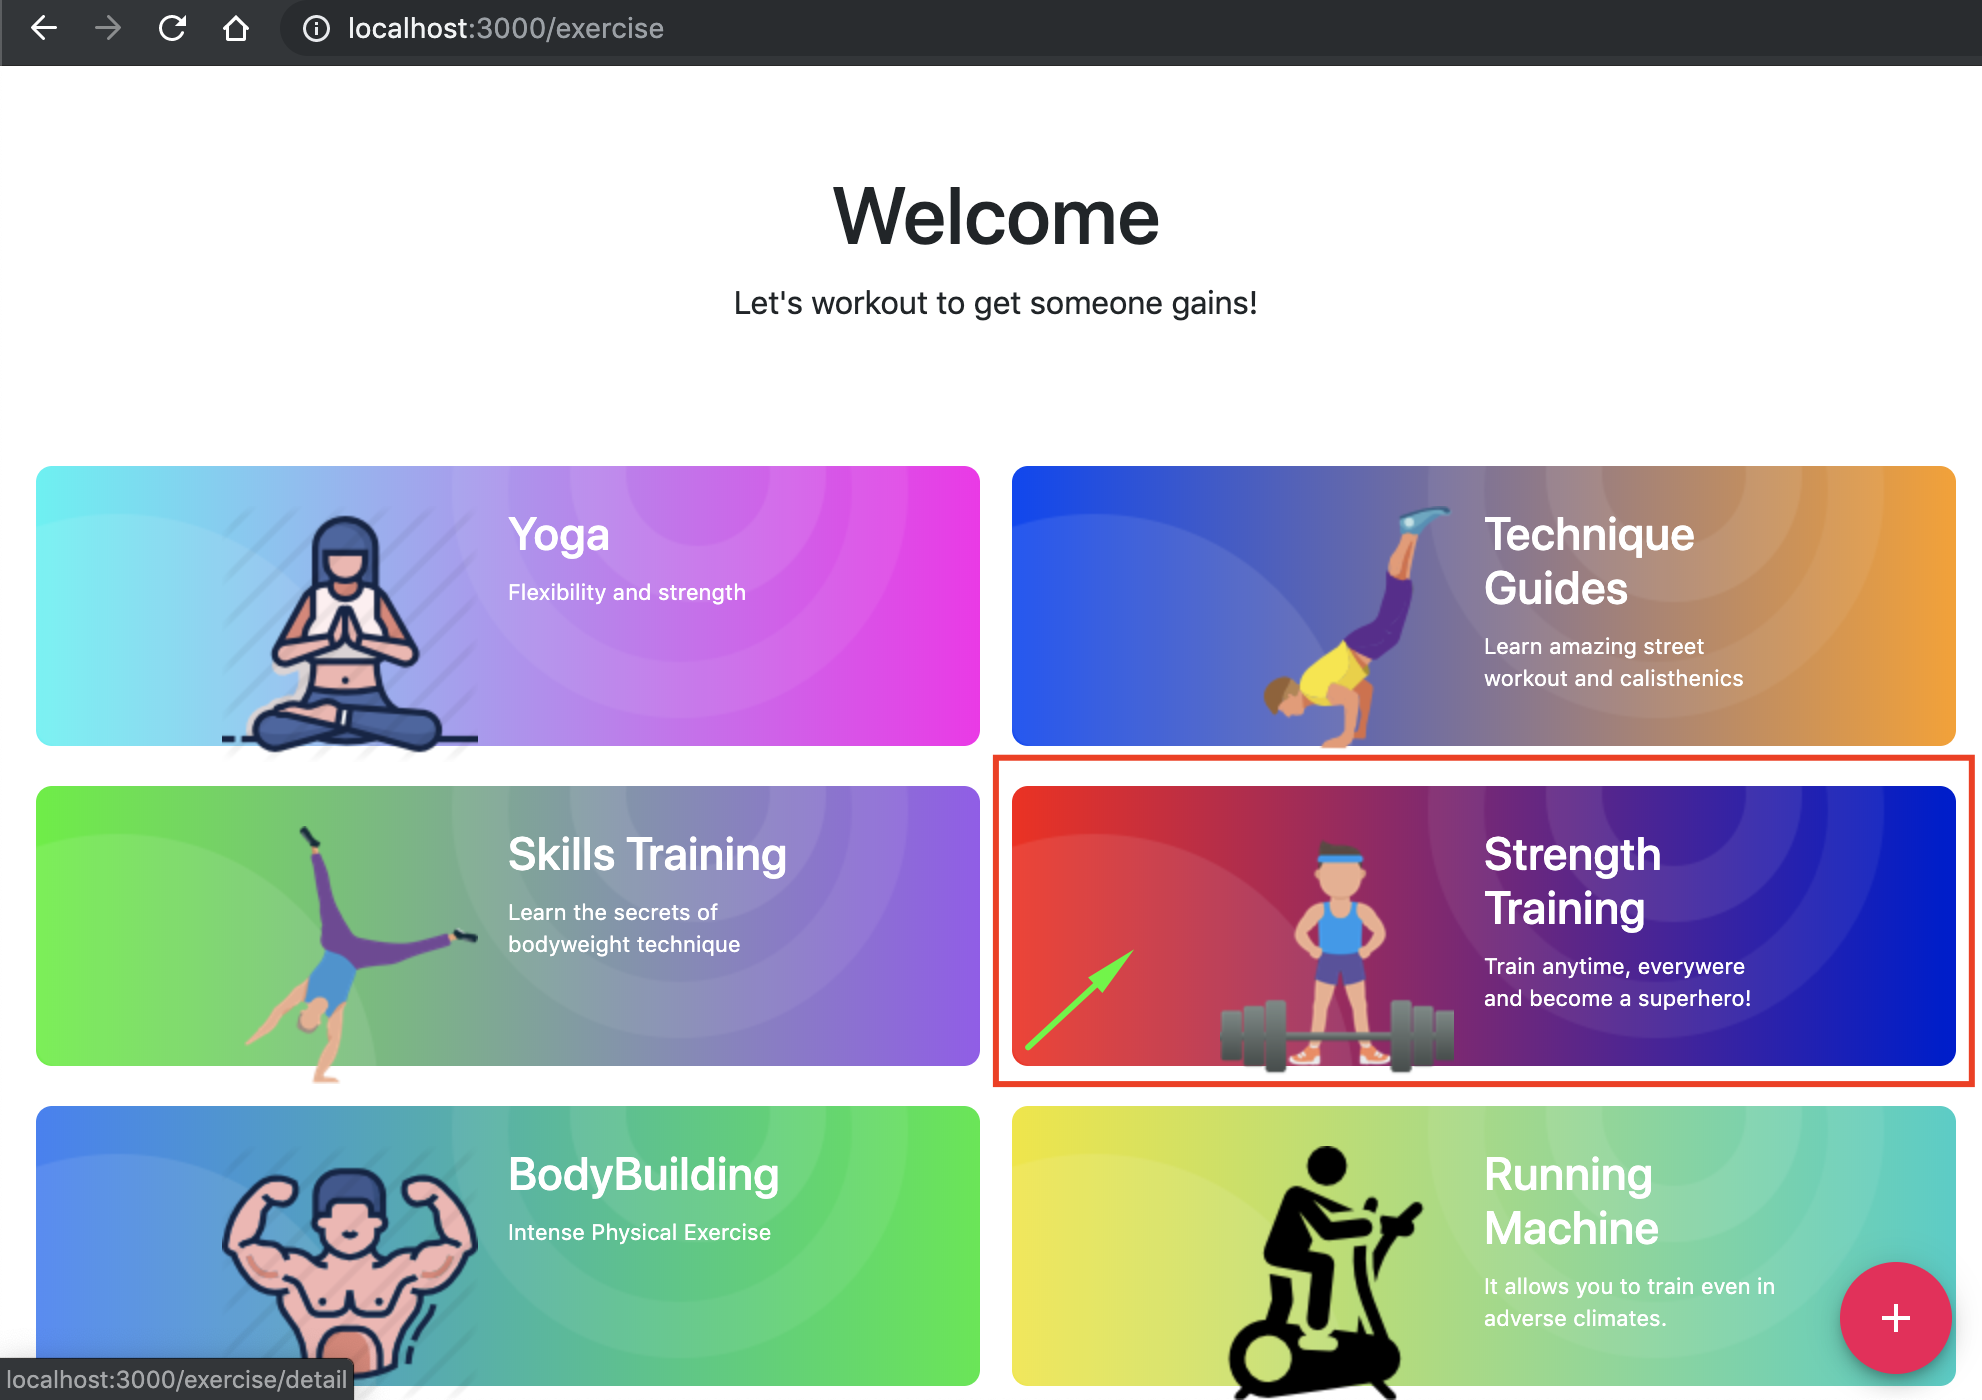 localhost:3000/exercise
Welcome
Let's workout to get someone gains!
Yoga
Flexibility and strength
Technique
Guides
Learn amazing street
workout and calisthenics
Skills Training
Learn the secrets of
bodyweight technique
Strength
Training
Train anytime, everywere
and become a superhero!
BodyBuilding
Intense Physical Exercise
Running
Machine
It allows you to train even in
adverse climates.
+
localhost:3000/exercise/detail